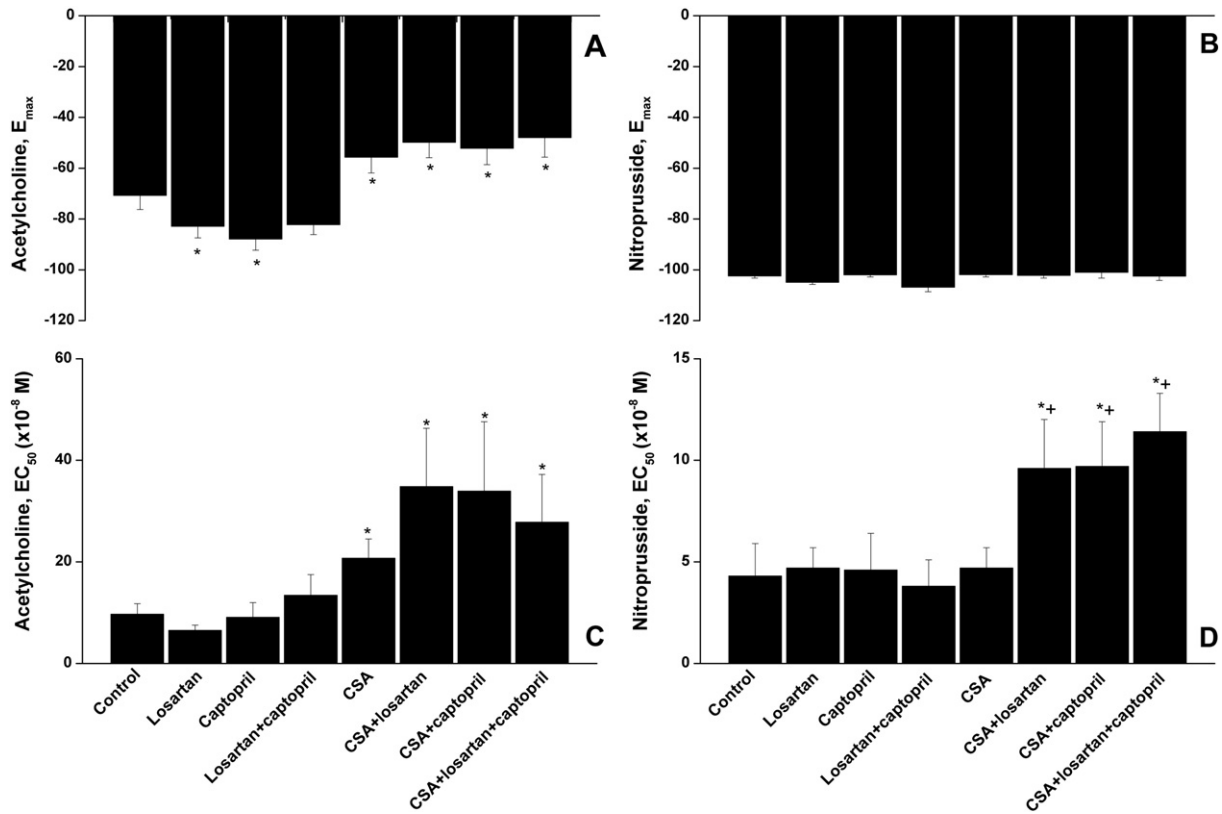 0
-20
-40
-60
-80
-100
-120
Acetylcholine, Emax
A
* * * * * *
0
-20
-40
-60
-80
-100
-120
Nitroprusside, Emax
B
60
40
20
0
Acetylcholine, EC50 (x10-8 M)
* * * *
C
Control
Losartan
Captopril
Losartan+captopril
CSA
CSA+losartan
CSA+captopril
CSA+losartan+captopril
15
10
5
0
Nitroprusside, EC50 (x10-8 M)
*+ *+ *+
D
Control
Losartan
Captopril
Losartan+captopril
CSA
CSA+losartan
CSA+captopril
CSA+losartan+captopril